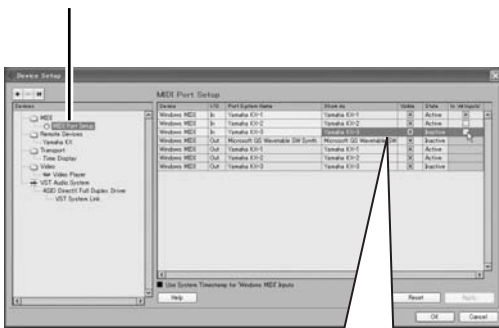 Device Setup
MIDI Port Setup
Devices
MIDI
MIDI Port Setup
Remote Devices
Yamaha KX
Transport
Time Display
Video
Video Player
VST Audio System
ASIO DirectX Full Duplex Driver
VST System Link
Device I/O Port System Name Show as Visible State In 'All Inputs'
Windows MIDI In Yamaha KX-1 Yamaha KX-1 Active
Windows MIDI In Yamaha KX-2 Yamaha KX-2 Active
Windows MIDI In Yamaha KX-3 Yamaha KX-3 Inactive
Windows MIDI Out Microsoft GS Wavetable SW Synth Microsoft GS Wavetable SW Inactive
Windows MIDI Out Yamaha KX-1 Yamaha KX-1 Active
Windows MIDI Out Yamaha KX-2 Yamaha KX-2 Active
Windows MIDI Out Yamaha KX-3 Yamaha KX-3 Inactive
Use System Timestamp for 'Windows MIDI' Inputs
Help Reset Apply
OK Cancel